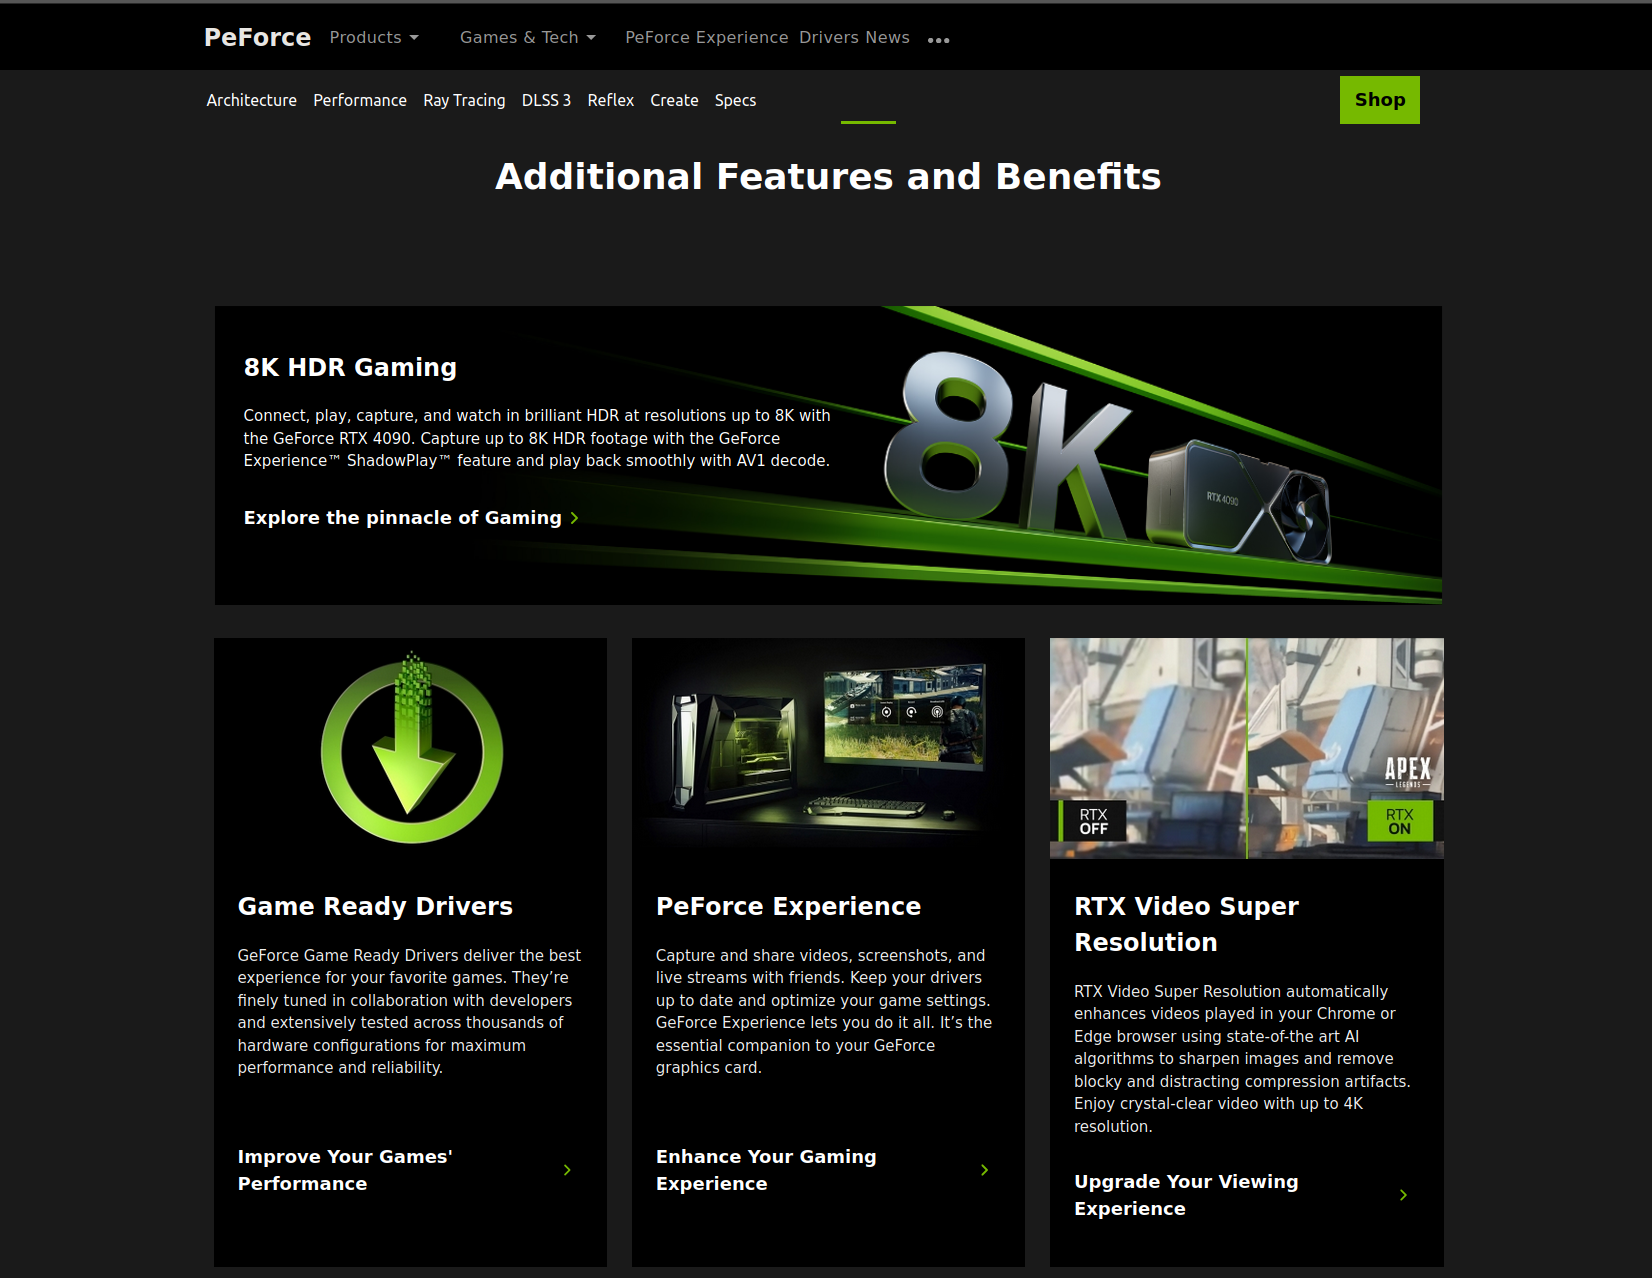 PeForce Products Games & Tech PeForce Experience Drivers News
Architecture Performance Ray Tracing DLSS 3 Reflex Create Specs Shop
Additional Features and Benefits
8K HDR Gaming
Connect, play, capture, and watch in brilliant HDR at resolutions up to 8K with
the GeForce RTX 4090. Capture up to 8K HDR footage with the GeForce
Experience™ ShadowPlay™ feature and play back smoothly with AV1 decode.
Explore the pinnacle of Gaming
8K
RTX 4090
Game Ready Drivers
GeForce Game Ready Drivers deliver the best
experience for your favorite games. They’re
finely tuned in collaboration with developers
and extensively tested across thousands of
hardware configurations for maximum
performance and reliability.
Improve Your Games'
Performance
PeForce Experience
Capture and share videos, screenshots, and
live streams with friends. Keep your drivers
up to date and optimize your game settings.
GeForce Experience lets you do it all. It’s the
essential companion to your GeForce
graphics card.
Enhance Your Gaming
Experience
APEX
LEGENDS
RTX
OFF
RTX
ON
RTX Video Super
Resolution
RTX Video Super Resolution automatically
enhances videos played in your Chrome or
Edge browser using state-of-the art AI
algorithms to sharpen images and remove
blocky and distracting compression artifacts.
Enjoy crystal-clear video with up to 4K
resolution.
Upgrade Your Viewing
Experience